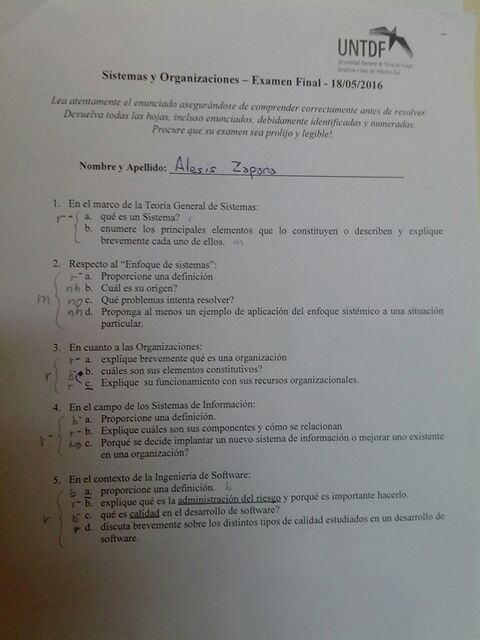 UNTDF
Universidad Nacional de Tierra del Fuego,
Antártida e Islas del Atlántico Sur
Sistemas y Organizaciones – Examen Final - 18/05/2016
Lea atentamente el enunciado asegurándose de comprender correctamente antes de resolver.
Devuelva todas las hojas, incluso enunciados, debidamente identificadas y numeradas.
Procure que su examen sea prolijo y legible!.
Nombre y Apellido: Alesis Zapana
1. En el marco de la Teoría General de Sistemas:
r - a. qué es un Sistema? r
b. enumere los principales elementos que lo constituyen o describen y explique
brevemente cada uno de ellos. m
2. Respecto al "Enfoque de sistemas":
r - a. Proporcione una definición
nh b. Cuál es su origen?
m no c. Qué problemas intenta resolver?
nh d. Proponga al menos un ejemplo de aplicación del enfoque sistémico a una situación
particular.
3. En cuanto a las Organizaciones:
r - a. explique brevemente qué es una organización
r b b. cuáles son sus elementos constitutivos?
r c. Explique su funcionamiento con sus recursos organizacionales.
4. En el campo de los Sistemas de Información:
b - a. Proporcione una definición.
r - r - b. Explique cuáles son sus componentes y cómo se relacionan
no c. Porqué se decide implantar un nuevo sistema de información o mejorar uno existente
en una organización?
5. En el contexto de la Ingeniería de Software:
b a. proporcione una definición. b
r - b. explique qué es la administración del riesgo y porqué es importante hacerlo.
r b c. qué es calidad en el desarrollo de software?
r d. discuta brevemente sobre los distintos tipos de calidad estudiados en un desarrollo de
software.